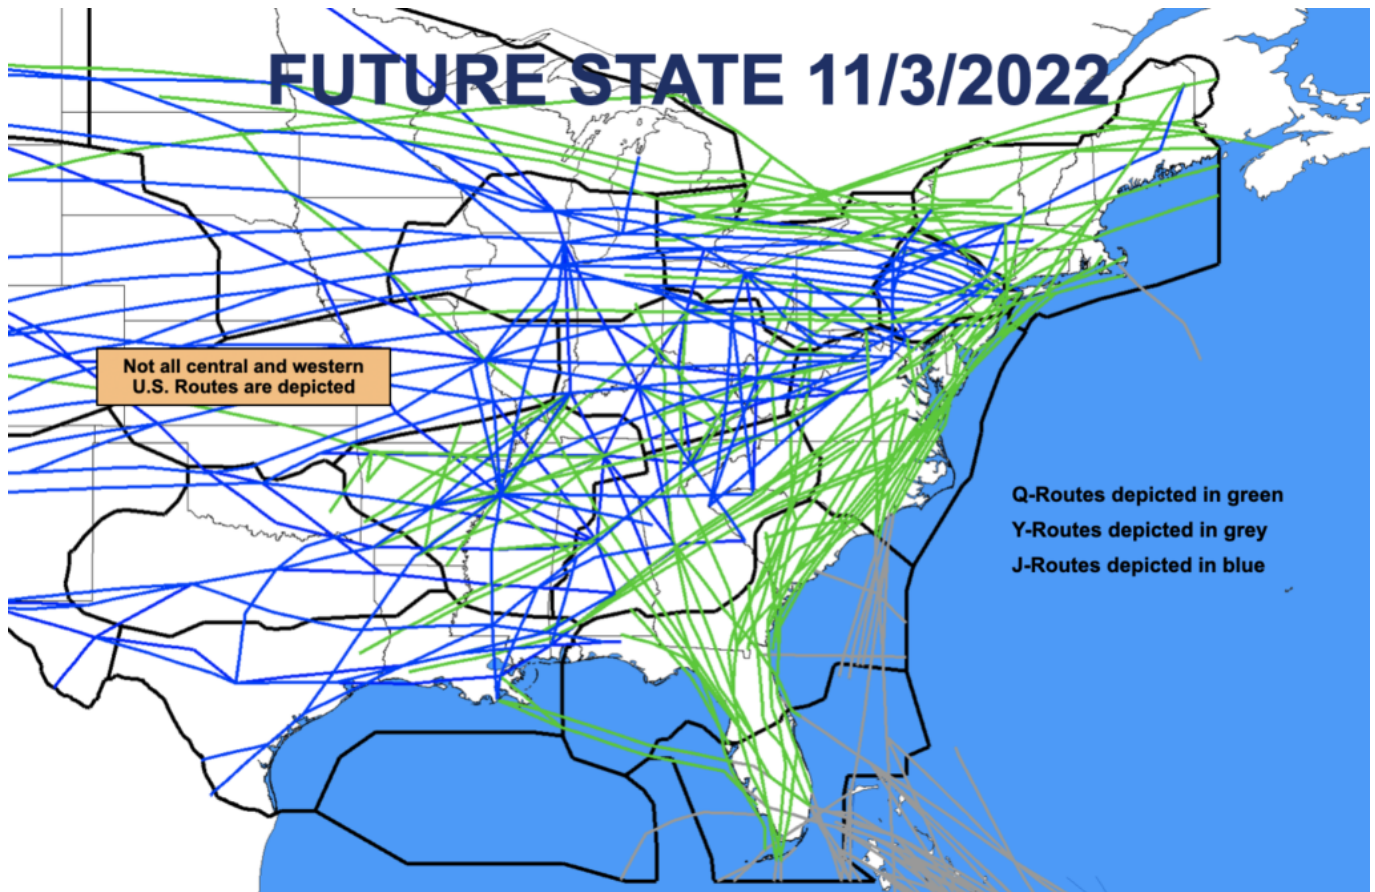 FUTURE STATE 11/3/2022
Not all central and western
U.S. Routes are depicted
Q-Routes depicted in green
Y-Routes depicted in grey
J-Routes depicted in blue